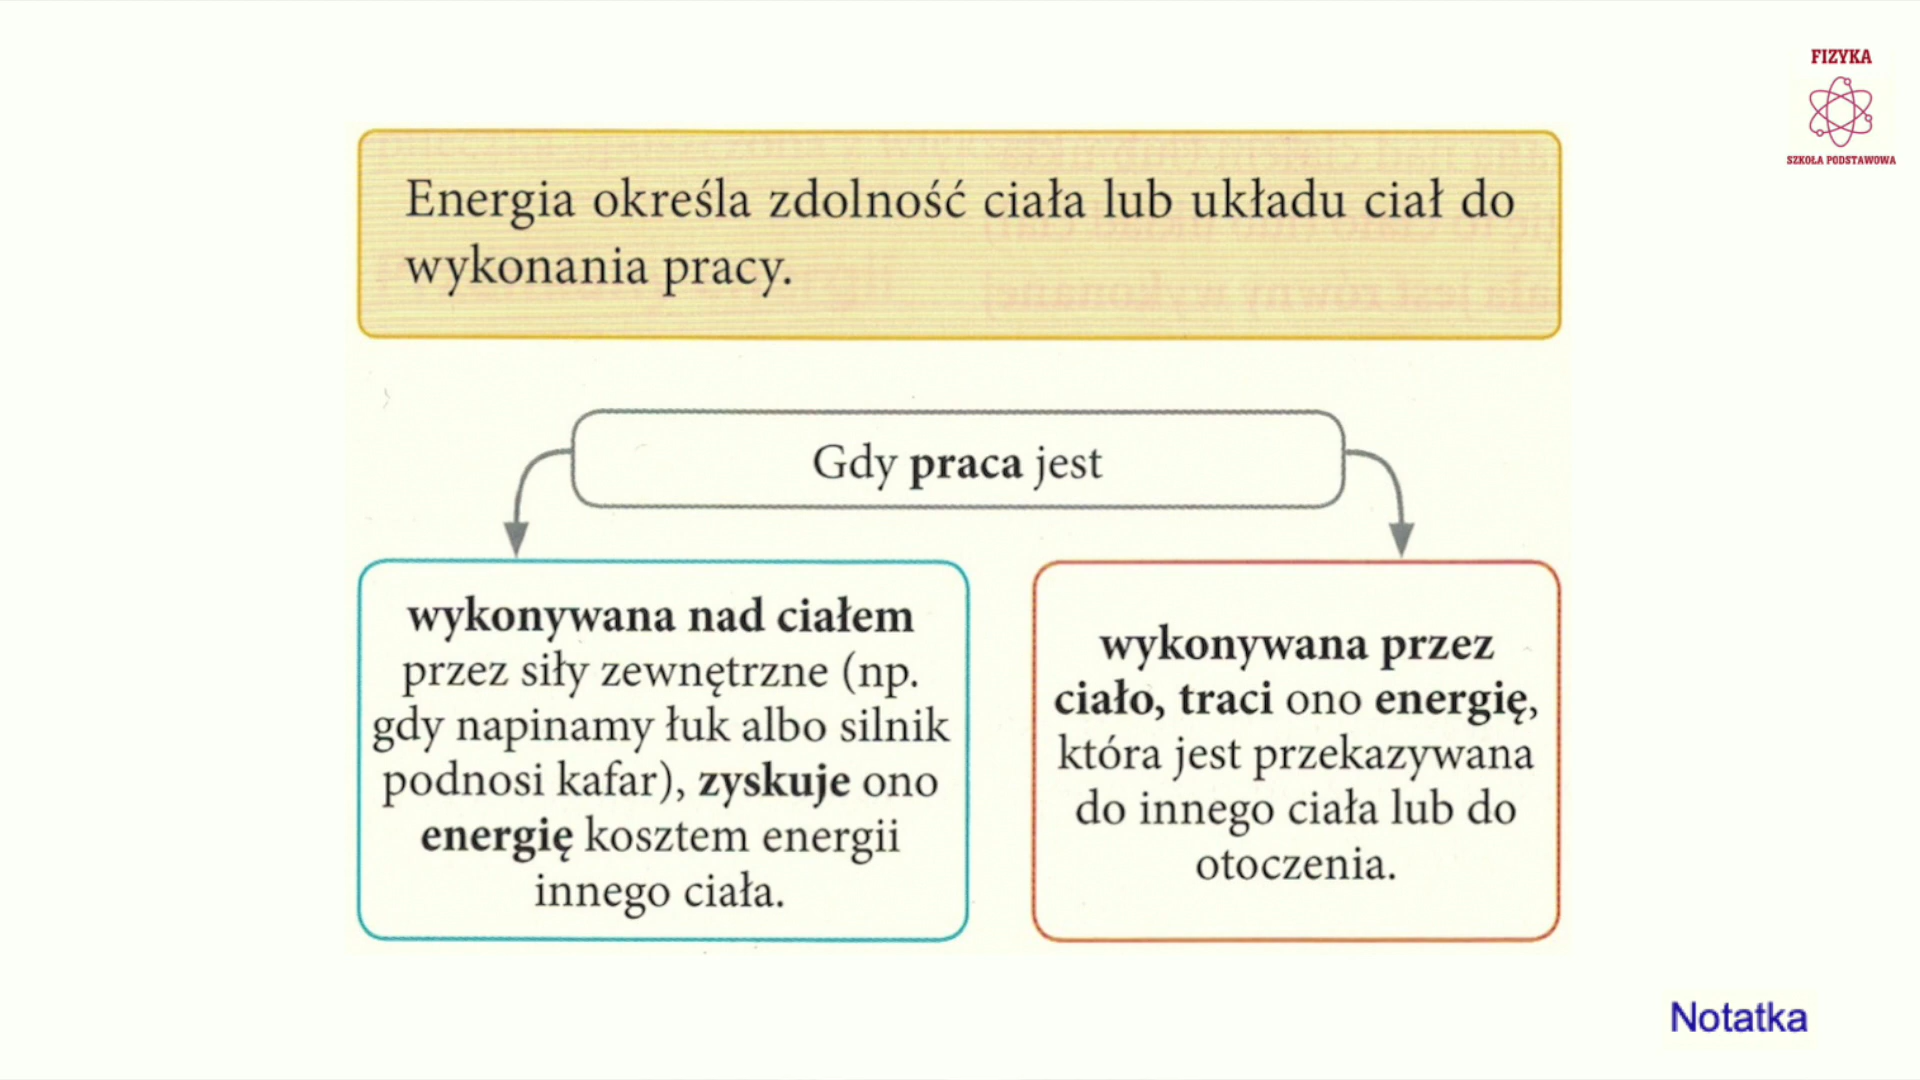 FIZYKA
SZKOŁA PODSTAWOWA
Energia określa zdolność ciała lub układu ciał do
wykonania pracy.
Gdy praca jest
wykonywana nad ciałem
przez siły zewnętrzne (np.
gdy napinamy łuk albo silnik
podnosi kafar), zyskuje ono
energię kosztem energii
innego ciała.
wykonywana przez
ciało, traci ono energię,
która jest przekazywana
do innego ciała lub do
otoczenia.
Notatka